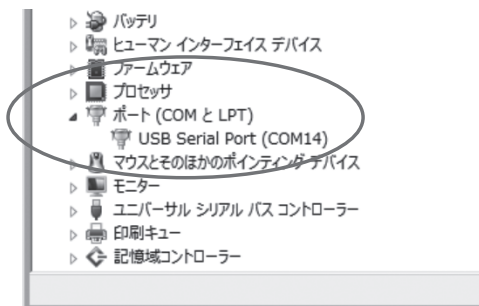 バッテリ
ヒューマン インターフェイス デバイス
ファームウェア
プロセッサ
ポート (COM と LPT)
USB Serial Port (COM14)
マウスとそのほかのポインティング デバイス
モニター
ユニバーサル シリアル バス コントローラー
印刷キュー
記憶域コントローラー